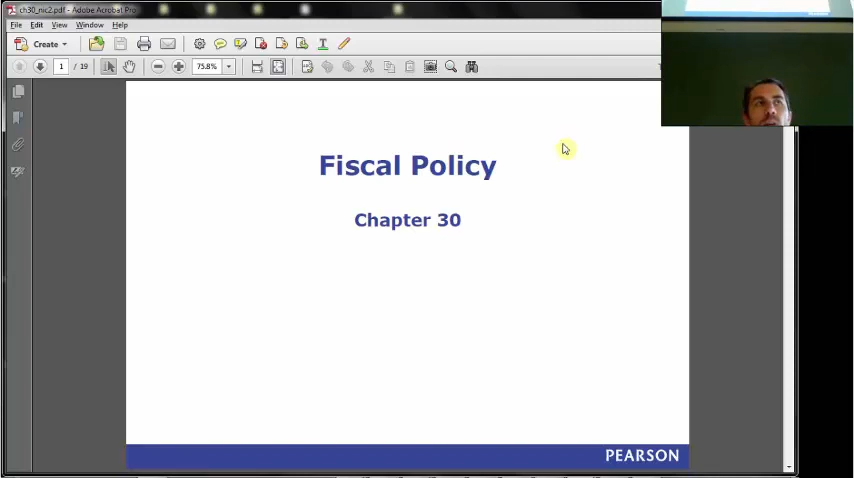 ch30_nic2.pdf - Adobe Acrobat Pro
File Edit View Window Help
Create
1 / 19 75.8%
Fiscal Policy
Chapter 30
PEARSON